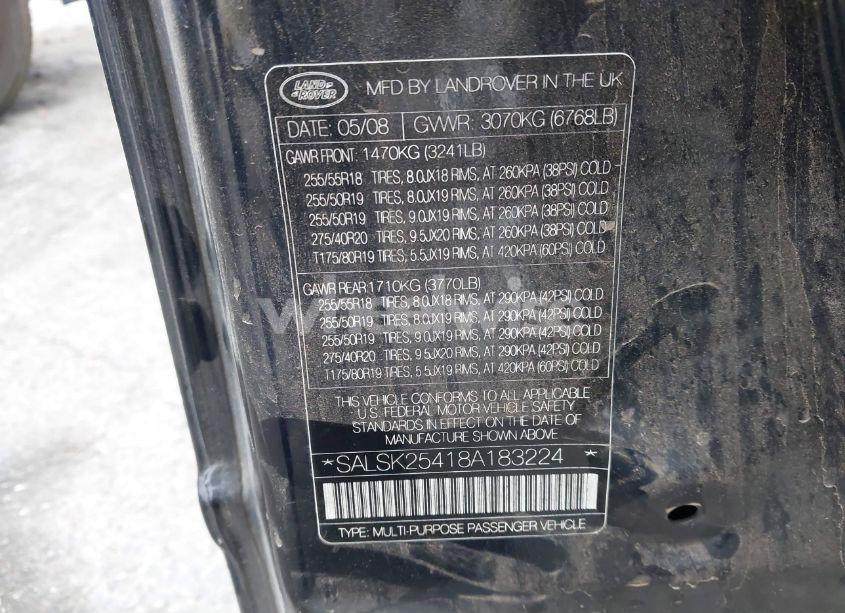 LAND ROVER
MFD BY LANDROVER IN THE UK
DATE: 05/08 GVWR: 3070KG (6768LB)
GAWR FRONT: 1470KG (3241LB)
255/55R18 TIRES, 8.0JX18 RIMS, AT 260KPA (38PSI) COLD
255/50R19 TIRES, 8.0JX19 RIMS, AT 260KPA (38PSI) COLD
255/50R19 TIRES, 9.0JX19 RIMS, AT 260KPA (38PSI) COLD
275/40R20 TIRES, 9.5JX20 RIMS, AT 260KPA (38PSI) COLD
T175/80R19 TIRES, 5.5JX19 RIMS, AT 420KPA (60PSI) COLD
GAWR REAR: 1710KG (3770LB)
255/55R18 TIRES, 8.0JX18 RIMS, AT 290KPA (42PSI) COLD
255/50R19 TIRES, 8.0JX19 RIMS, AT 290KPA (42PSI) COLD
255/50R19 TIRES, 9.0JX19 RIMS, AT 290KPA (42PSI) COLD
275/40R20 TIRES, 9.5JX20 RIMS, AT 290KPA (42PSI) COLD
T175/80R19 TIRES, 5.5JX19 RIMS, AT 420KPA (60PSI) COLD
THIS VEHICLE CONFORMS TO ALL APPLICABLE
U.S. FEDERAL MOTOR VEHICLE SAFETY
STANDARDS IN EFFECT ON THE DATE OF
MANUFACTURE SHOWN ABOVE
*SALSK25418A183224*
TYPE: MULTI-PURPOSE PASSENGER VEHICLE